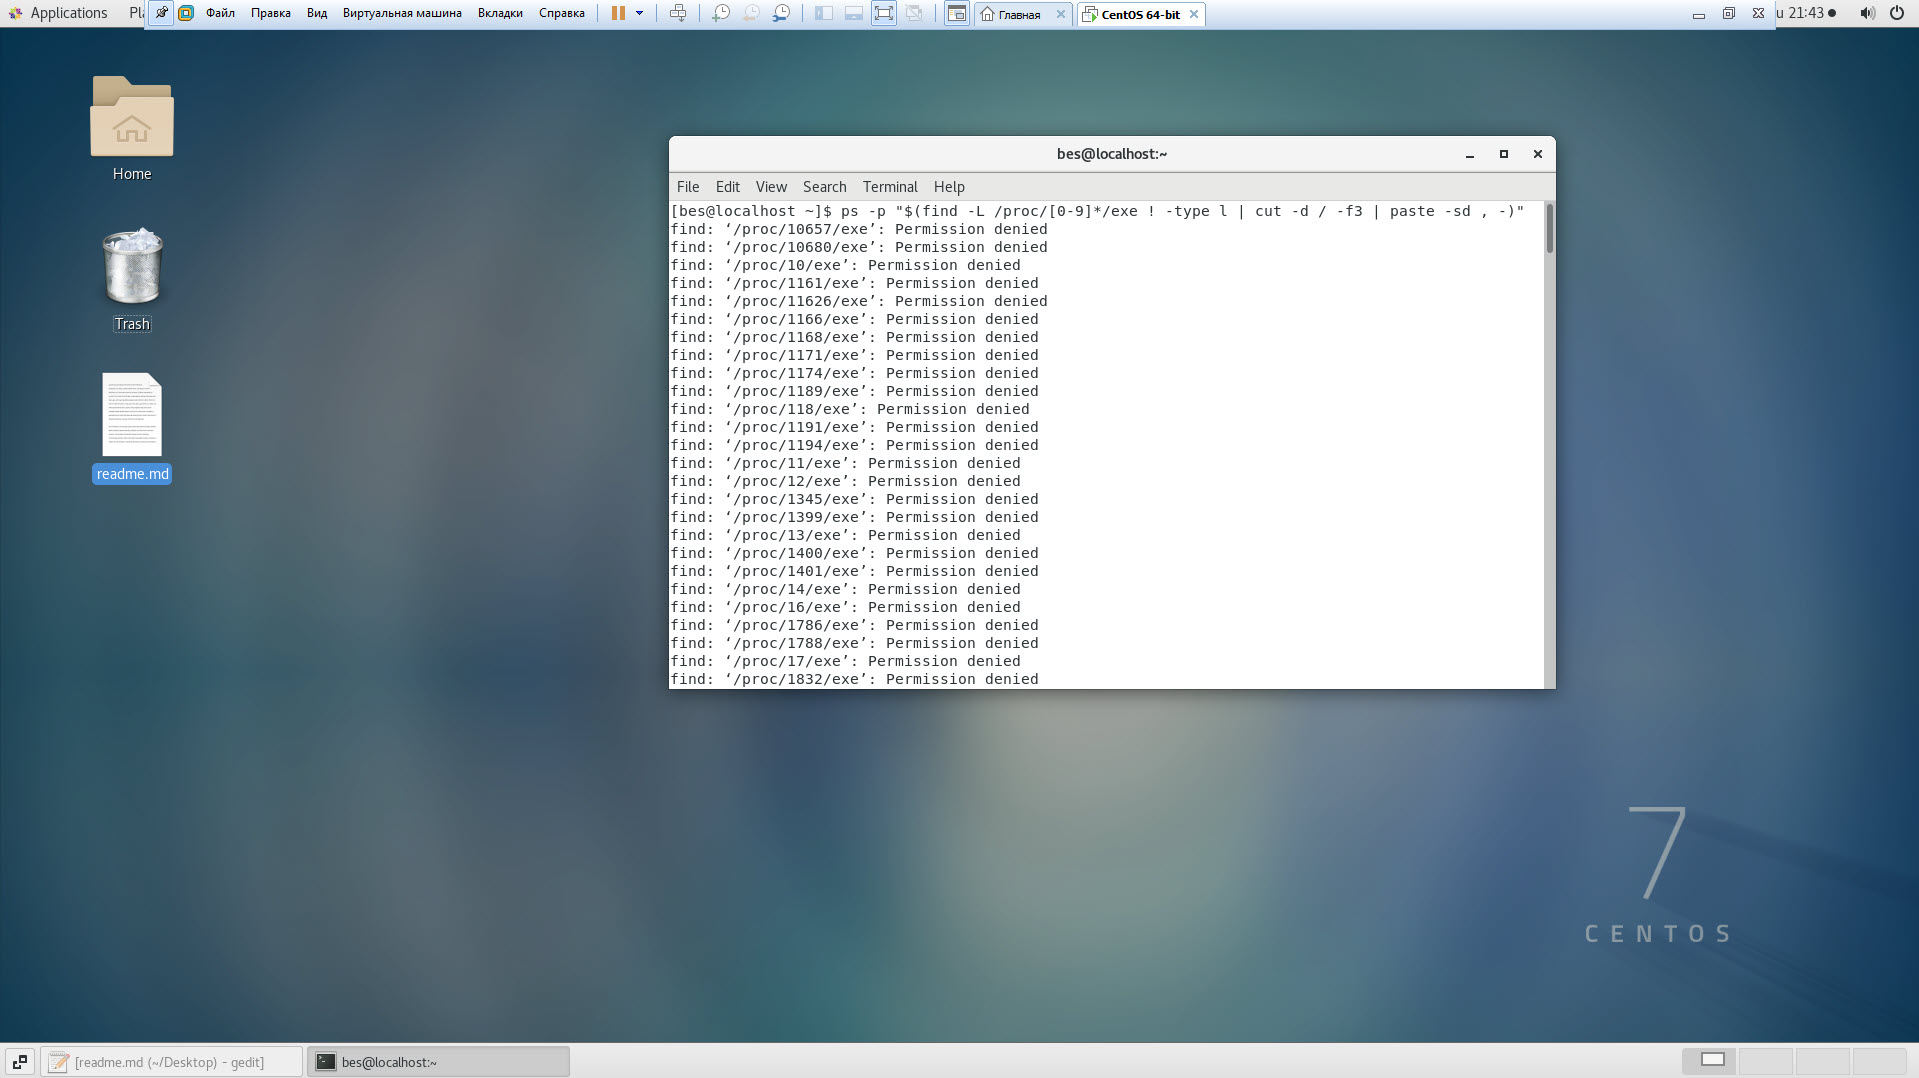 Applications
Pl
Файл Правка Вид Виртуальная машина Вкладки Справка
Главная
CentOS 64-bit
u 21:43
Home
Trash
readme.md
bes@localhost:~
File Edit View Search Terminal Help
[bes@localhost ~]$ ps -p "$(find -L /proc/[0-9]*/exe ! -type l | cut -d / -f3 | paste -sd , -)"
find: ‘/proc/10657/exe’: Permission denied
find: ‘/proc/10680/exe’: Permission denied
find: ‘/proc/10/exe’: Permission denied
find: ‘/proc/1161/exe’: Permission denied
find: ‘/proc/11626/exe’: Permission denied
find: ‘/proc/1166/exe’: Permission denied
find: ‘/proc/1168/exe’: Permission denied
find: ‘/proc/1171/exe’: Permission denied
find: ‘/proc/1174/exe’: Permission denied
find: ‘/proc/1189/exe’: Permission denied
find: ‘/proc/118/exe’: Permission denied
find: ‘/proc/1191/exe’: Permission denied
find: ‘/proc/1194/exe’: Permission denied
find: ‘/proc/11/exe’: Permission denied
find: ‘/proc/12/exe’: Permission denied
find: ‘/proc/1345/exe’: Permission denied
find: ‘/proc/1399/exe’: Permission denied
find: ‘/proc/13/exe’: Permission denied
find: ‘/proc/1400/exe’: Permission denied
find: ‘/proc/1401/exe’: Permission denied
find: ‘/proc/14/exe’: Permission denied
find: ‘/proc/16/exe’: Permission denied
find: ‘/proc/1786/exe’: Permission denied
find: ‘/proc/1788/exe’: Permission denied
find: ‘/proc/17/exe’: Permission denied
find: ‘/proc/1832/exe’: Permission denied
7
CENTOS
[readme.md (~/Desktop) - gedit]
bes@localhost:~